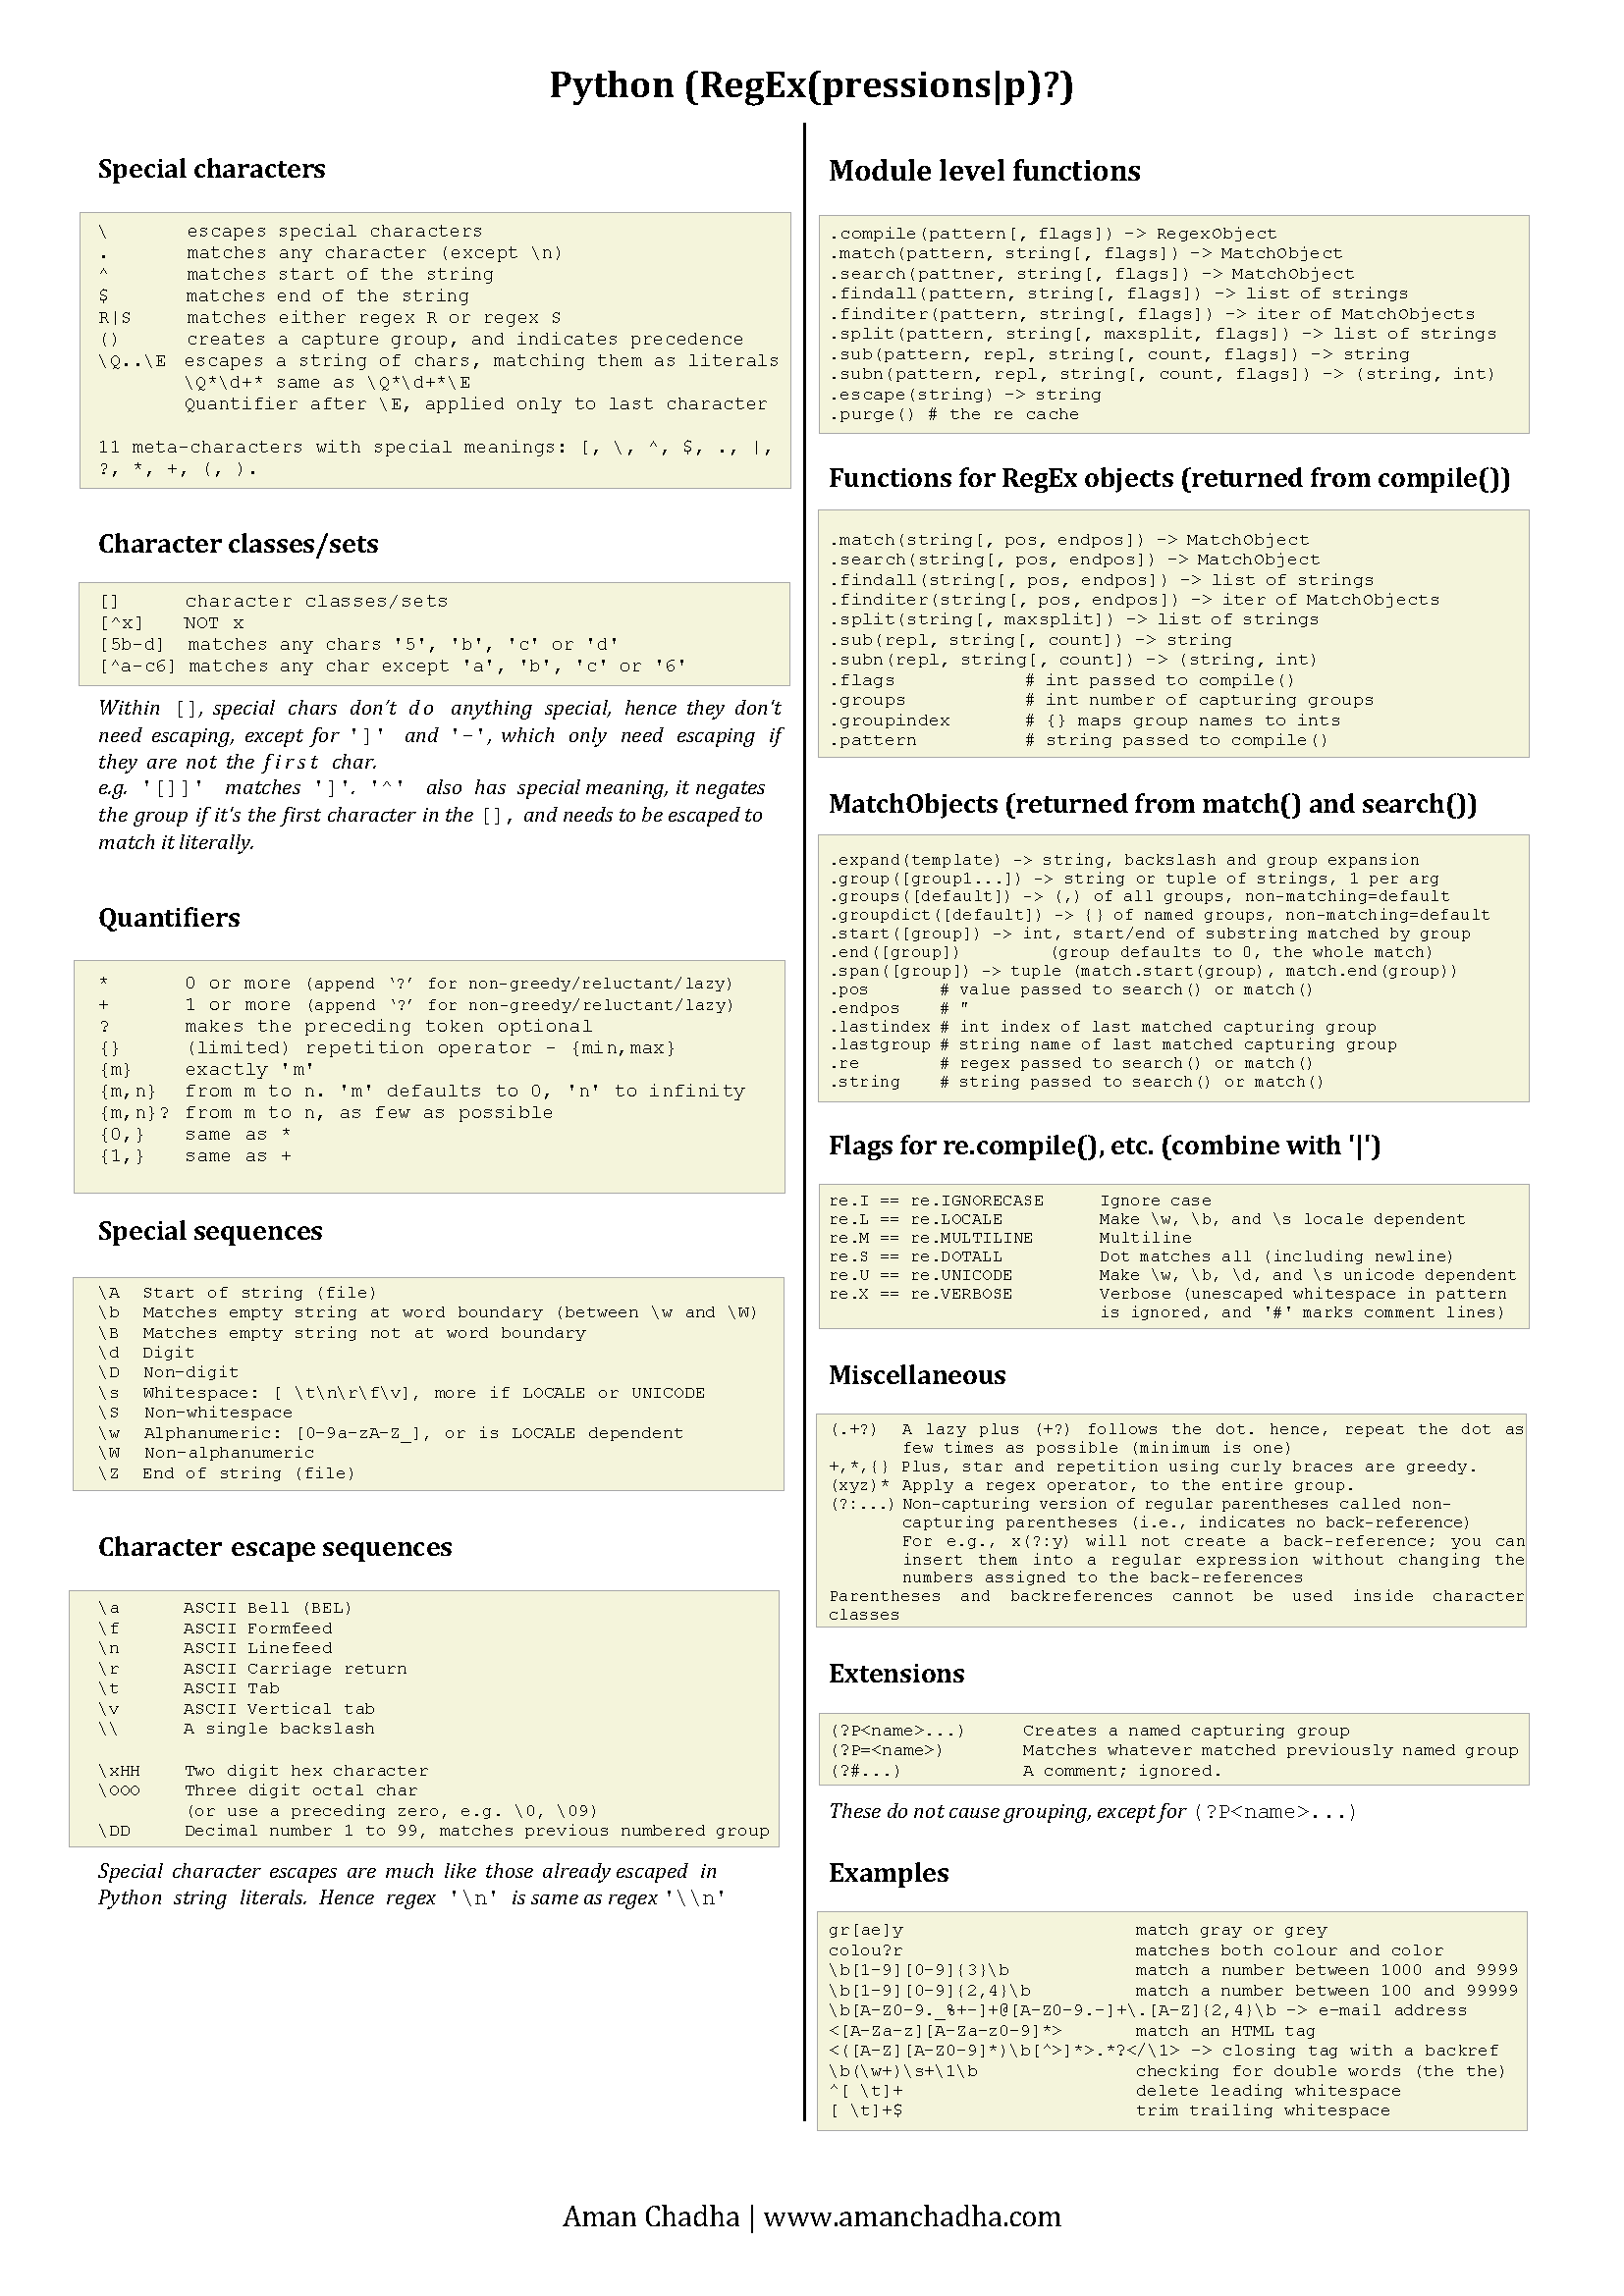 Python (RegEx(pressions|p)?)
Special characters
\ escapes special characters
. matches any character (except \n)
^ matches start of the string
$ matches end of the string
R|S matches either regex R or regex S
() creates a capture group, and indicates precedence
\Q..\E escapes a string of chars, matching them as literals
\Q*\d+* same as \Q*\d+*\E
Quantifier after \E, applied only to last character
11 meta-characters with special meanings: [, \, ^, $, ., |,
?, *, +, (, ).
Character classes/sets
[] character classes/sets
[^x] NOT x
[5b-d] matches any chars '5', 'b', 'c' or 'd'
[^a-c6] matches any char except 'a', 'b', 'c' or '6'
Within [], special chars don't do anything special, hence they don't
need escaping, except for ']' and '-', which only need escaping if
they are not the first char.
e.g. '[]]' matches ']'. '^' also has special meaning, it negates
the group if it's the first character in the [], and needs to be escaped to
match it literally.
Quantifiers
* 0 or more (append '?' for non-greedy/reluctant/lazy)
+ 1 or more (append '?' for non-greedy/reluctant/lazy)
? makes the preceding token optional
{} (limited) repetition operator - {min,max}
{m} exactly 'm'
{m,n} from m to n. 'm' defaults to 0, 'n' to infinity
{m,n}? from m to n, as few as possible
{0,} same as *
{1,} same as +
Special sequences
\A Start of string (file)
\b Matches empty string at word boundary (between \w and \W)
\B Matches empty string not at word boundary
\d Digit
\D Non-digit
\s Whitespace: [ \t\n\r\f\v], more if LOCALE or UNICODE
\S Non-whitespace
\w Alphanumeric: [0-9a-zA-Z_], or is LOCALE dependent
\W Non-alphanumeric
\Z End of string (file)
Character escape sequences
\a ASCII Bell (BEL)
\f ASCII Formfeed
\n ASCII Linefeed
\r ASCII Carriage return
\t ASCII Tab
\v ASCII Vertical tab
\\ A single backslash
\xHH Two digit hex character
\OOO Three digit octal char
(or use a preceding zero, e.g. \0, \09)
\DD Decimal number 1 to 99, matches previous numbered group
Special character escapes are much like those already escaped in
Python string literals. Hence regex '\n' is same as regex '\\n'
Module level functions
.compile(pattern[, flags]) -> RegexObject
.match(pattern, string[, flags]) -> MatchObject
.search(pattner, string[, flags]) -> MatchObject
.findall(pattern, string[, flags]) -> list of strings
.finditer(pattern, string[, flags]) -> iter of MatchObjects
.split(pattern, string[, maxsplit, flags]) -> list of strings
.sub(pattern, repl, string[, count, flags]) -> string
.subn(pattern, repl, string[, count, flags]) -> (string, int)
.escape(string) -> string
.purge() # the re cache
Functions for RegEx objects (returned from compile())
.match(string[, pos, endpos]) -> MatchObject
.search(string[, pos, endpos]) -> MatchObject
.findall(string[, pos, endpos]) -> list of strings
.finditer(string[, pos, endpos]) -> iter of MatchObjects
.split(string[, maxsplit]) -> list of strings
.sub(repl, string[, count]) -> string
.subn(repl, string[, count]) -> (string, int)
.flags # int passed to compile()
.groups # int number of capturing groups
.groupindex # {} maps group names to ints
.pattern # string passed to compile()
MatchObjects (returned from match() and search())
.expand(template) -> string, backslash and group expansion
.group([group1...]) -> string or tuple of strings, 1 per arg
.groups([default]) -> (,) of all groups, non-matching=default
.groupdict([default]) -> {} of named groups, non-matching=default
.start([group]) -> int, start/end of substring matched by group
.end([group]) (group defaults to 0, the whole match)
.span([group]) -> tuple (match.start(group), match.end(group))
.pos # value passed to search() or match()
.endpos # "
.lastindex # int index of last matched capturing group
.lastgroup # string name of last matched capturing group
.re # regex passed to search() or match()
.string # string passed to search() or match()
Flags for re.compile(), etc. (combine with '|')
re.I == re.IGNORECASE Ignore case
re.L == re.LOCALE Make \w, \b, and \s locale dependent
re.M == re.MULTILINE Multiline
re.S == re.DOTALL Dot matches all (including newline)
re.U == re.UNICODE Make \w, \b, \d, and \s unicode dependent
re.X == re.VERBOSE Verbose (unescaped whitespace in pattern
is ignored, and '#' marks comment lines)
Miscellaneous
(.+?) A lazy plus (+?) follows the dot. hence, repeat the dot as
few times as possible (minimum is one)
+,*,{} Plus, star and repetition using curly braces are greedy.
(xyz)* Apply a regex operator, to the entire group.
(?:...) Non-capturing version of regular parentheses called non-
capturing parentheses (i.e., indicates no back-reference)
For e.g., x(?:y) will not create a back-reference; you can
insert them into a regular expression without changing the
numbers assigned to the back-references
Parentheses and backreferences cannot be used inside character
classes
Extensions
(?P<name>...) Creates a named capturing group
(?P=<name>) Matches whatever matched previously named group
(?#...) A comment; ignored.
These do not cause grouping, except for (?P<name>...)
Examples
gr[ae]y match gray or grey
colou?r matches both colour and color
\b[1-9][0-9]{3}\b match a number between 1000 and 9999
\b[1-9][0-9]{2,4}\b match a number between 100 and 99999
\b[A-Z0-9._%+-]+@[A-Z0-9.-]+\.[A-Z]{2,4}\b -> e-mail address
<[A-Za-z][A-Za-z0-9]*> match an HTML tag
<([A-Z][A-Z0-9]*)\b[^>]*>.*?</\1> -> closing tag with a backref
\b(\w+)\s+\1\b checking for double words (the the)
^[ \t]+ delete leading whitespace
[ \t]+$ trim trailing whitespace
Aman Chadha | www.amanchadha.com